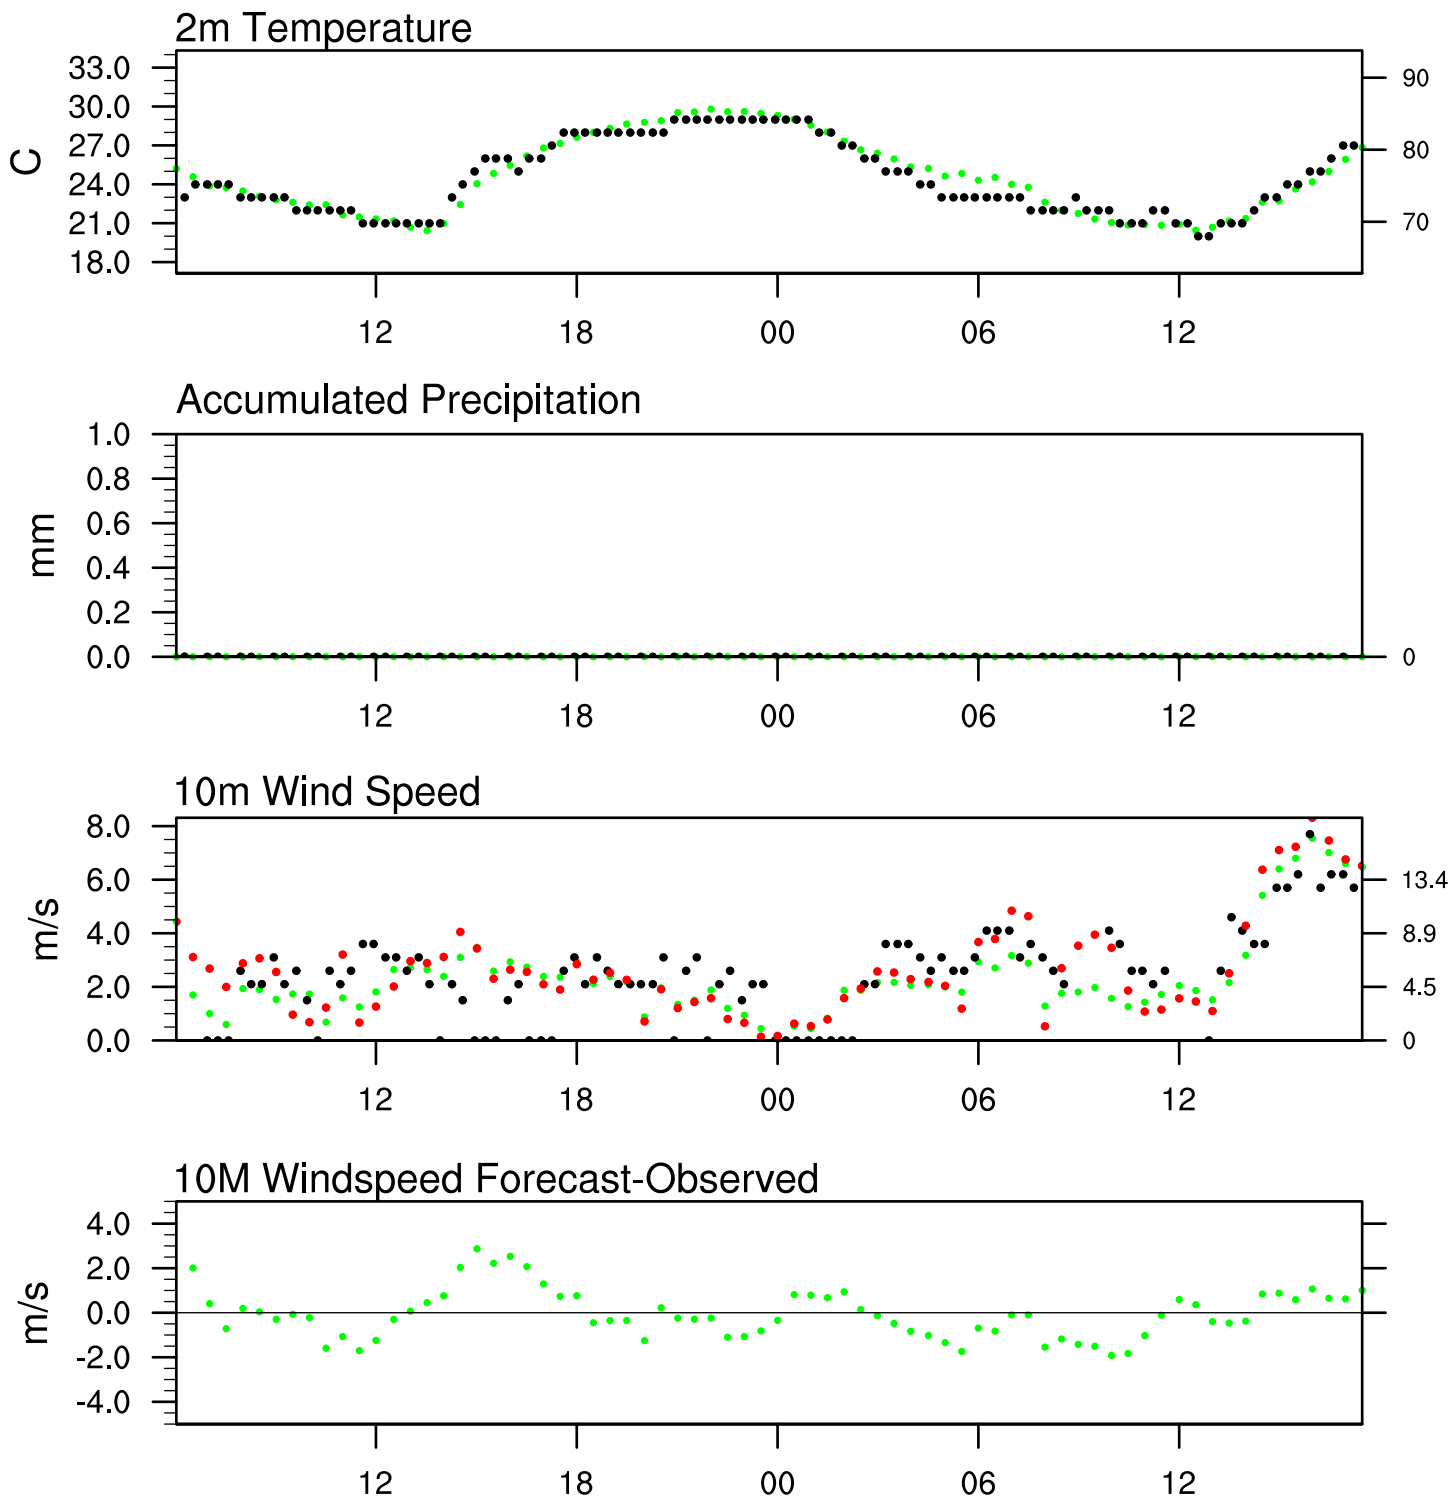 2m Temperature
33.0
30.0
27.0
24.0
21.0
18.0
C
90
80
70
12 18 00 06 12
Accumulated Precipitation
1.0
0.8
0.6
0.4
0.2
0.0
mm
0
12 18 00 06 12
10m Wind Speed
8.0
6.0
4.0
2.0
0.0
m/s
13.4
8.9
4.5
0
12 18 00 06 12
10M Windspeed Forecast-Observed
4.0
2.0
0.0
-2.0
-4.0
m/s
12 18 00 06 12